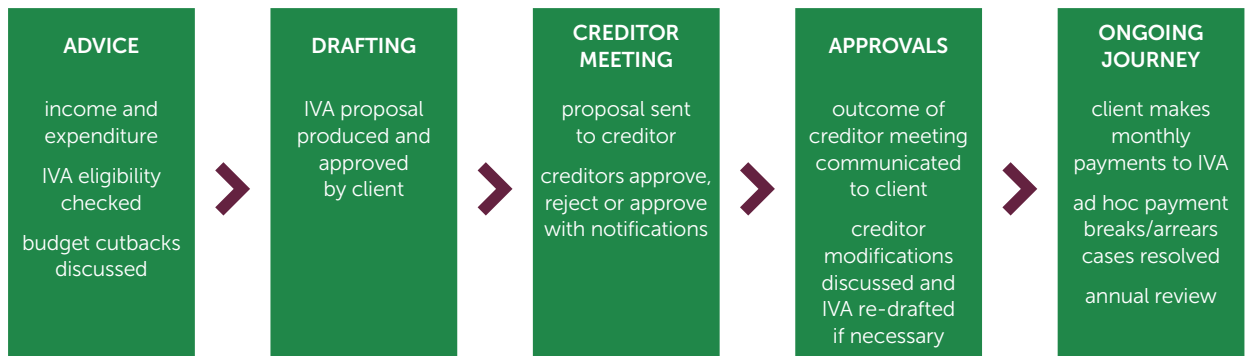 ADVICE
income and
expenditure
IVA eligibility
checked
budget cutbacks
discussed
DRAFTING
IVA proposal
produced and
approved
by client
CREDITOR
MEETING
proposal sent
to creditor
creditors approve,
reject or approve
with notifications
APPROVALS
outcome of
creditor meeting
communicated
to client
creditor
modifications
discussed and
IVA re-drafted
if necessary
ONGOING
JOURNEY
client makes
monthly
payments to IVA
ad hoc payment
breaks/arrears
cases resolved
annual review